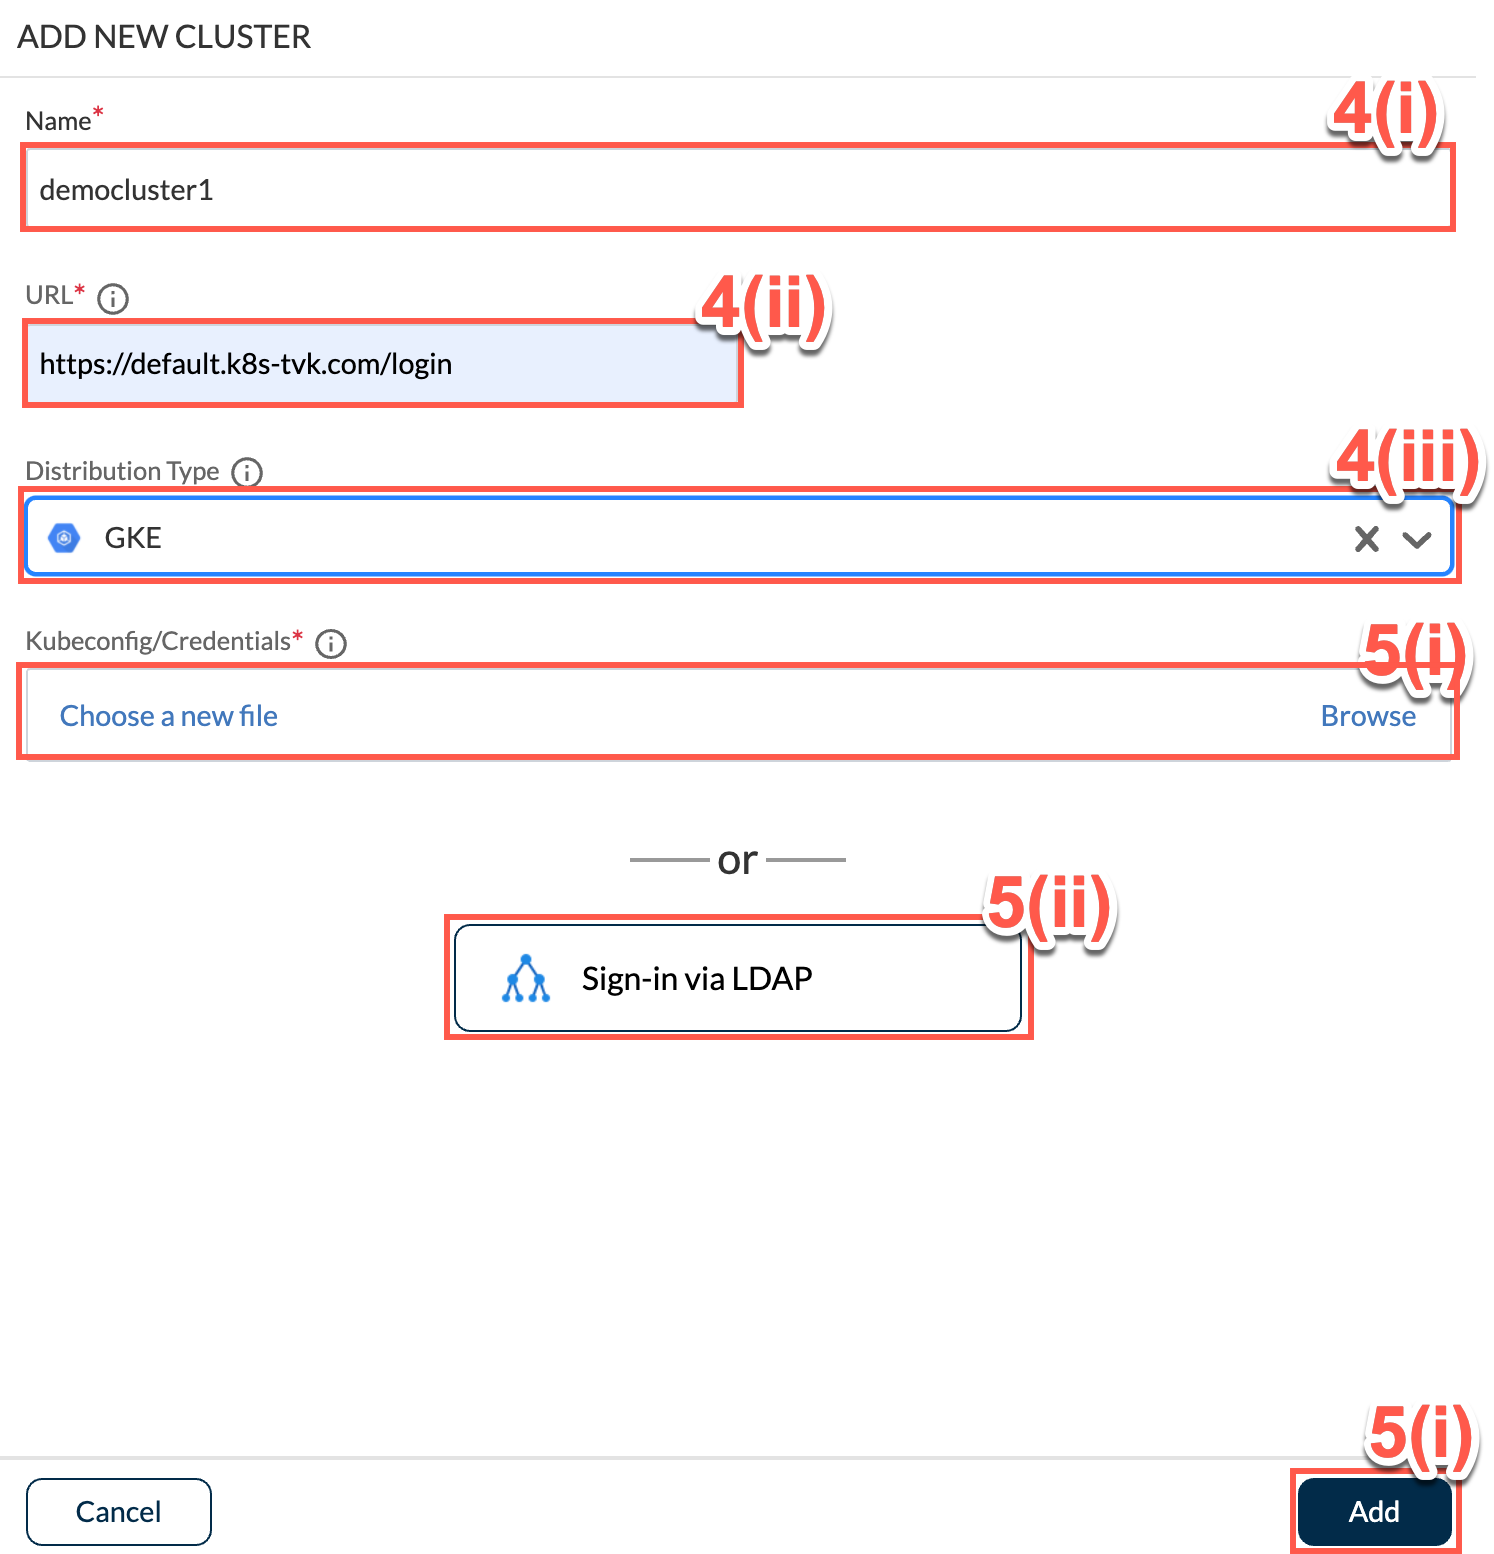 ADD NEW CLUSTER
4(i)
Name*
democluster1
4(ii)
URL*
https://default.k8s-tvk.com/login
4(iii)
Distribution Type
GKE
5(i)
Kubeconfig/Credentials*
Choose a new file Browse
or
5(ii)
Sign-in via LDAP
5(i)
Cancel Add